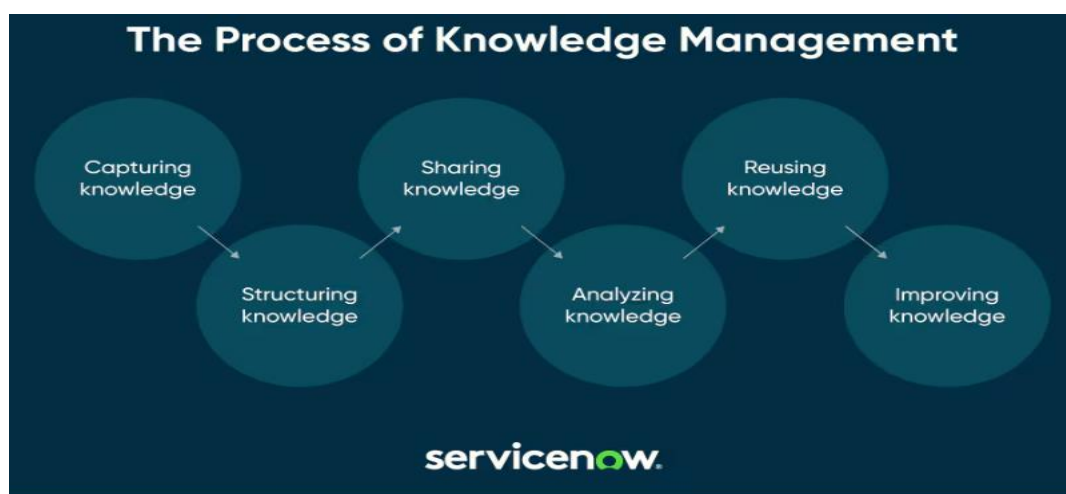 The Process of Knowledge Management
Capturing
knowledge
Structuring
knowledge
Sharing
knowledge
Analyzing
knowledge
Reusing
knowledge
Improving
knowledge
servicenow.